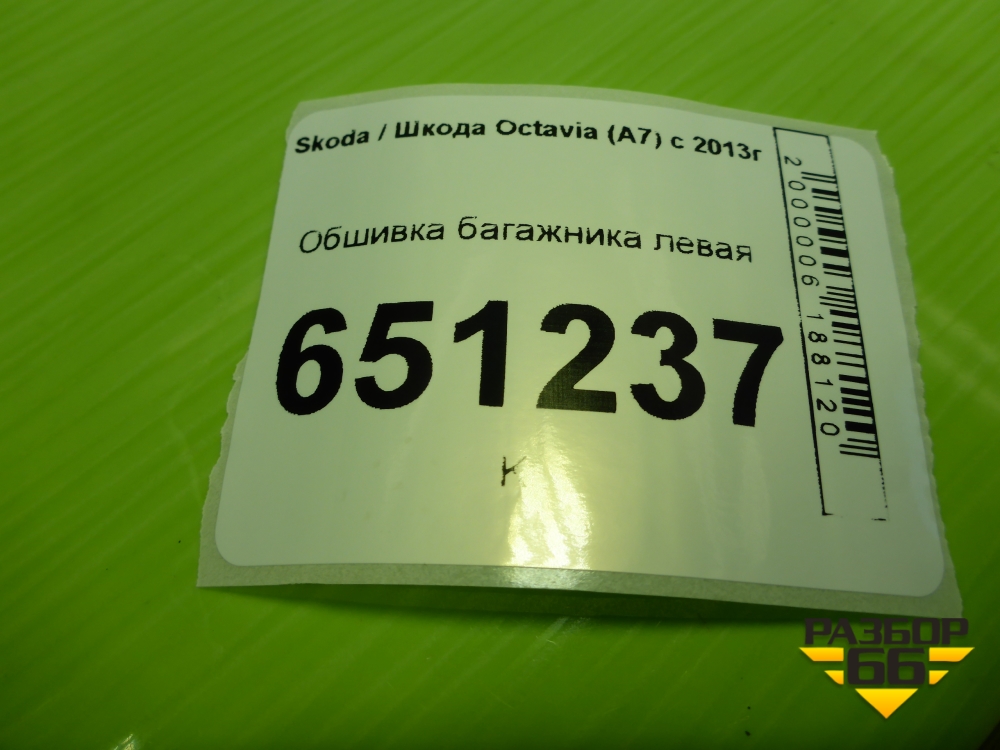 Skoda / Шкода Octavia (A7) с 2013г
Обшивка багажника левая
651237
к
2000006188120
РАЗБОР
66